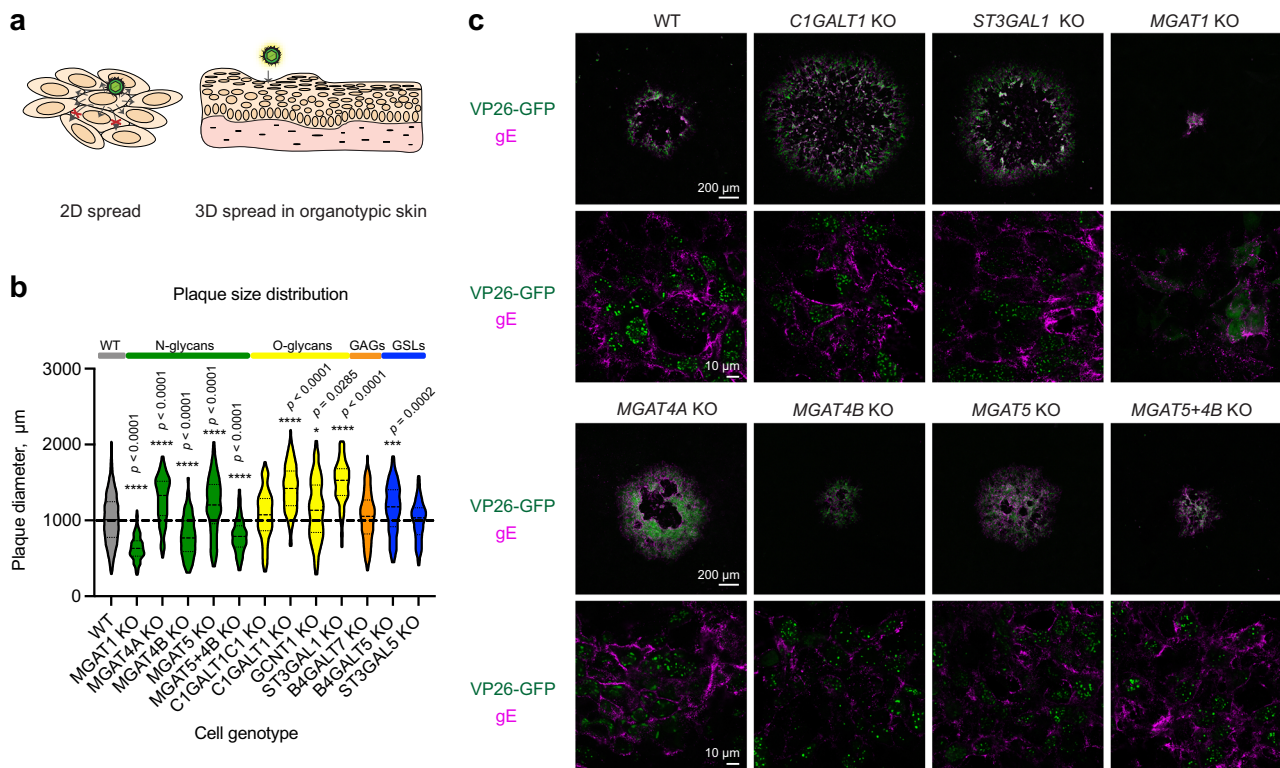 a
2D spread
3D spread in organotypic skin
b
Plaque size distribution
WT
N-glycans
O-glycans
GAGs
GSLs
Plaque diameter, µm
3000
2000
1000
0
p < 0.0001
****
p < 0.0001
****
p < 0.0001
****
p < 0.0001
****
p < 0.0001
****
p < 0.0001
****
p = 0.0285
*
p < 0.0001
****
p = 0.0002
***
WT
MGAT1 KO
MGAT4A KO
MGAT4B KO
MGAT5 KO
MGAT5+4B KO
C1GALT1C1 KO
C1GALT1 KO
GCNT1 KO
ST3GAL1 KO
B4GALT7 KO
B4GALT5 KO
ST3GAL5 KO
Cell genotype
c
WT
C1GALT1 KO
ST3GAL1 KO
MGAT1 KO
VP26-GFP
gE
200 µm
VP26-GFP
gE
10 µm
MGAT4A KO
MGAT4B KO
MGAT5 KO
MGAT5+4B KO
VP26-GFP
gE
200 µm
VP26-GFP
gE
10 µm